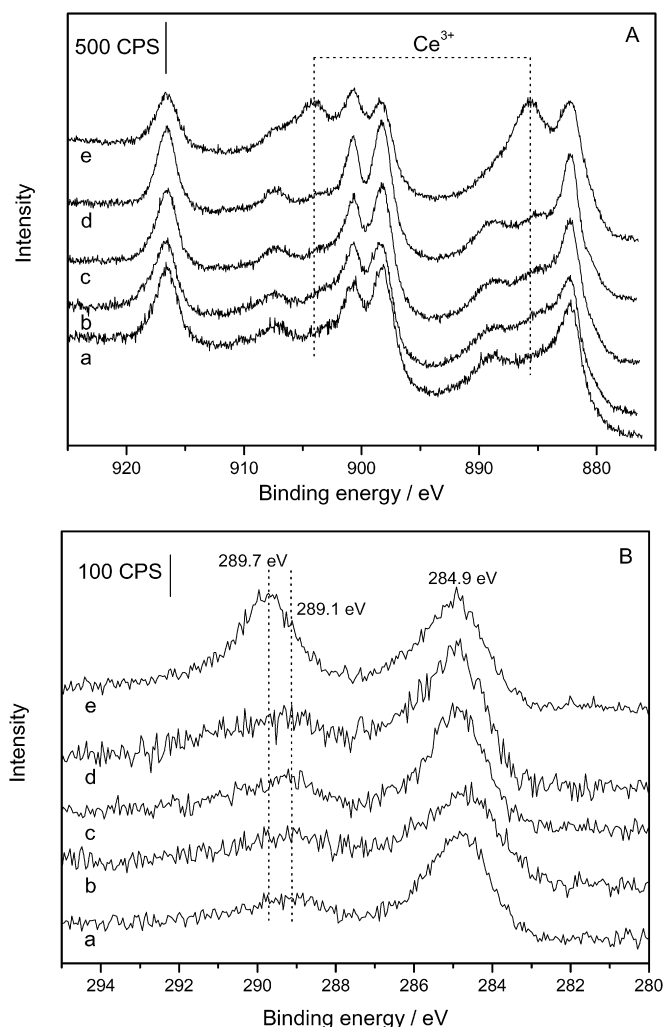 500 CPS
Ce³⁺
A
e
d
c
b
a
Intensity
920 910 900 890 880
Binding energy / eV
100 CPS
289.7 eV
289.1 eV
284.9 eV
B
e
d
c
b
a
Intensity
294 292 290 288 286 284 282 280
Binding energy / eV